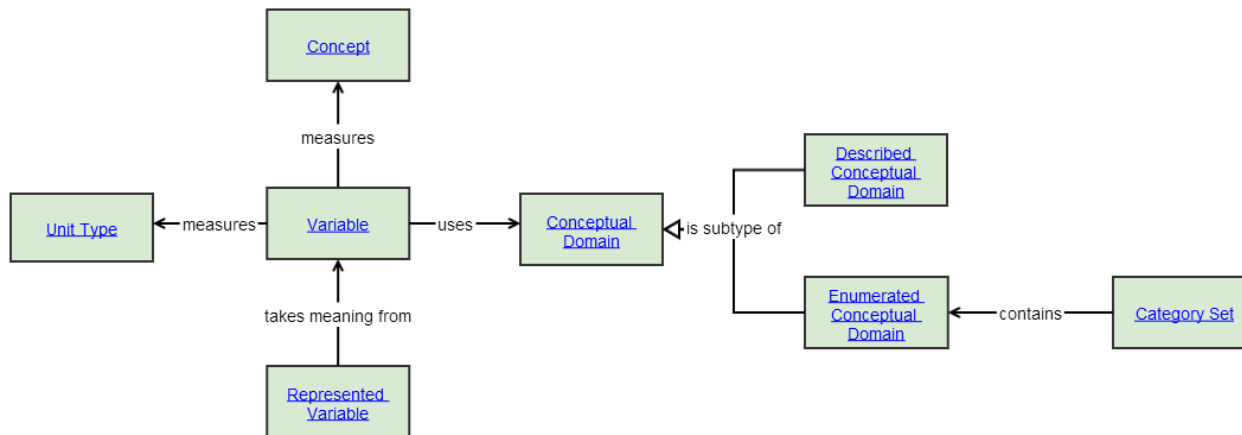 Concept
measures
Described
Conceptual
Domain
Unit Type
measures
Variable
uses
Conceptual
Domain
is subtype of
takes meaning from
Enumerated
Conceptual
Domain
contains
Category Set
Represented
Variable